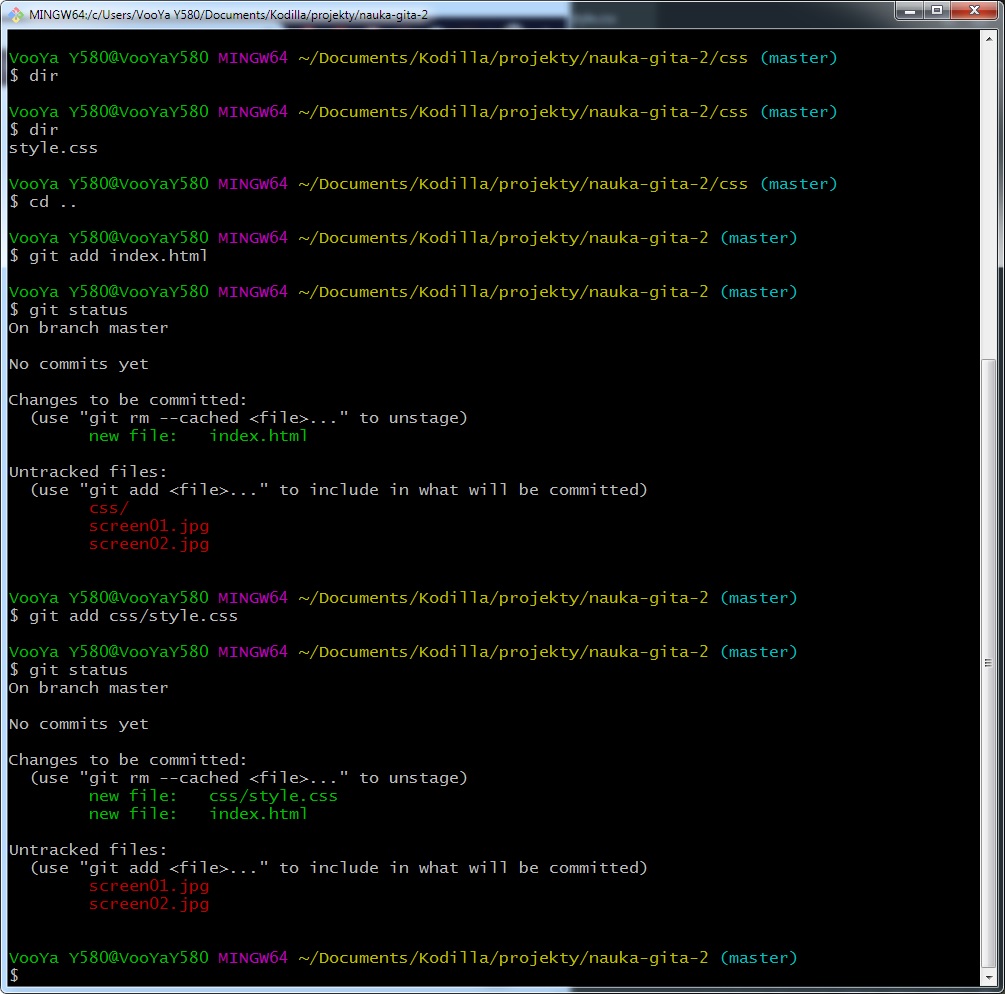 MINGW64:/c/Users/VooYa Y580/Documents/Kodilla/projekty/nauka-gita-2
VooYa Y580@VooYaY580 MINGW64 ~/Documents/Kodilla/projekty/nauka-gita-2/css (master)
$ dir
VooYa Y580@VooYaY580 MINGW64 ~/Documents/Kodilla/projekty/nauka-gita-2/css (master)
$ dir
style.css
VooYa Y580@VooYaY580 MINGW64 ~/Documents/Kodilla/projekty/nauka-gita-2/css (master)
$ cd ..
VooYa Y580@VooYaY580 MINGW64 ~/Documents/Kodilla/projekty/nauka-gita-2 (master)
$ git add index.html
VooYa Y580@VooYaY580 MINGW64 ~/Documents/Kodilla/projekty/nauka-gita-2 (master)
$ git status
On branch master
No commits yet
Changes to be committed:
  (use "git rm --cached <file>..." to unstage)
        new file:   index.html
Untracked files:
  (use "git add <file>..." to include in what will be committed)
        css/
        screen01.jpg
        screen02.jpg
VooYa Y580@VooYaY580 MINGW64 ~/Documents/Kodilla/projekty/nauka-gita-2 (master)
$ git add css/style.css
VooYa Y580@VooYaY580 MINGW64 ~/Documents/Kodilla/projekty/nauka-gita-2 (master)
$ git status
On branch master
No commits yet
Changes to be committed:
  (use "git rm --cached <file>..." to unstage)
        new file:   css/style.css
        new file:   index.html
Untracked files:
  (use "git add <file>..." to include in what will be committed)
        screen01.jpg
        screen02.jpg
VooYa Y580@VooYaY580 MINGW64 ~/Documents/Kodilla/projekty/nauka-gita-2 (master)
$